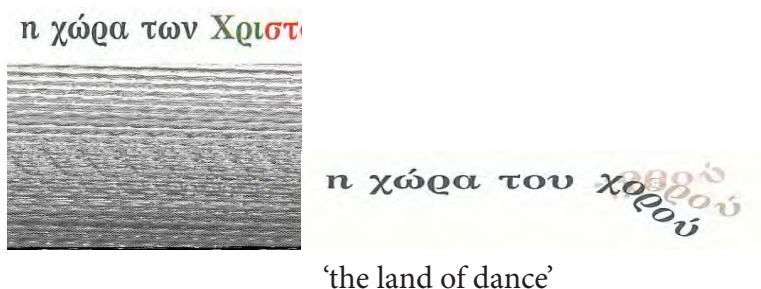 η χώρα των Χριστ
η χώρα του χορού
‘the land of dance’